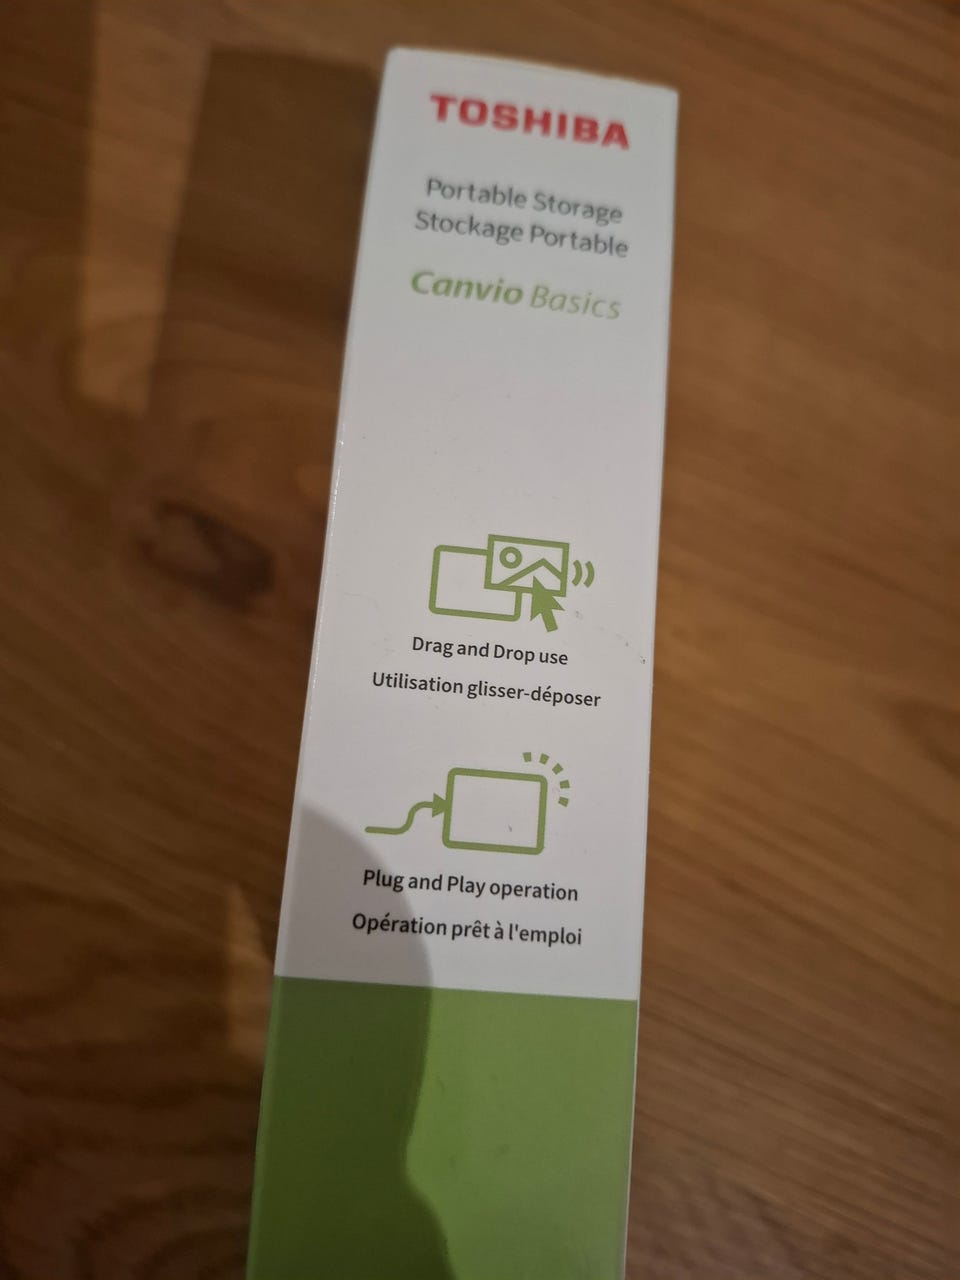 TOSHIBA
Portable Storage
Stockage Portable
Canvio Basics
Drag and Drop use
Utilisation glisser-déposer
Plug and Play operation
Opération prêt à l'emploi